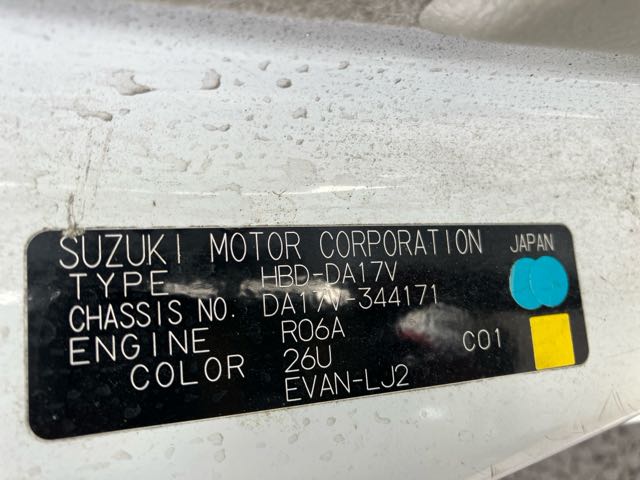 SUZUKI MOTOR CORPORATION JAPAN
TYPE HBD-DA17V
CHASSIS NO. DA17V-344171
ENGINE R06A C01
COLOR 26U
EVAN-LJ2